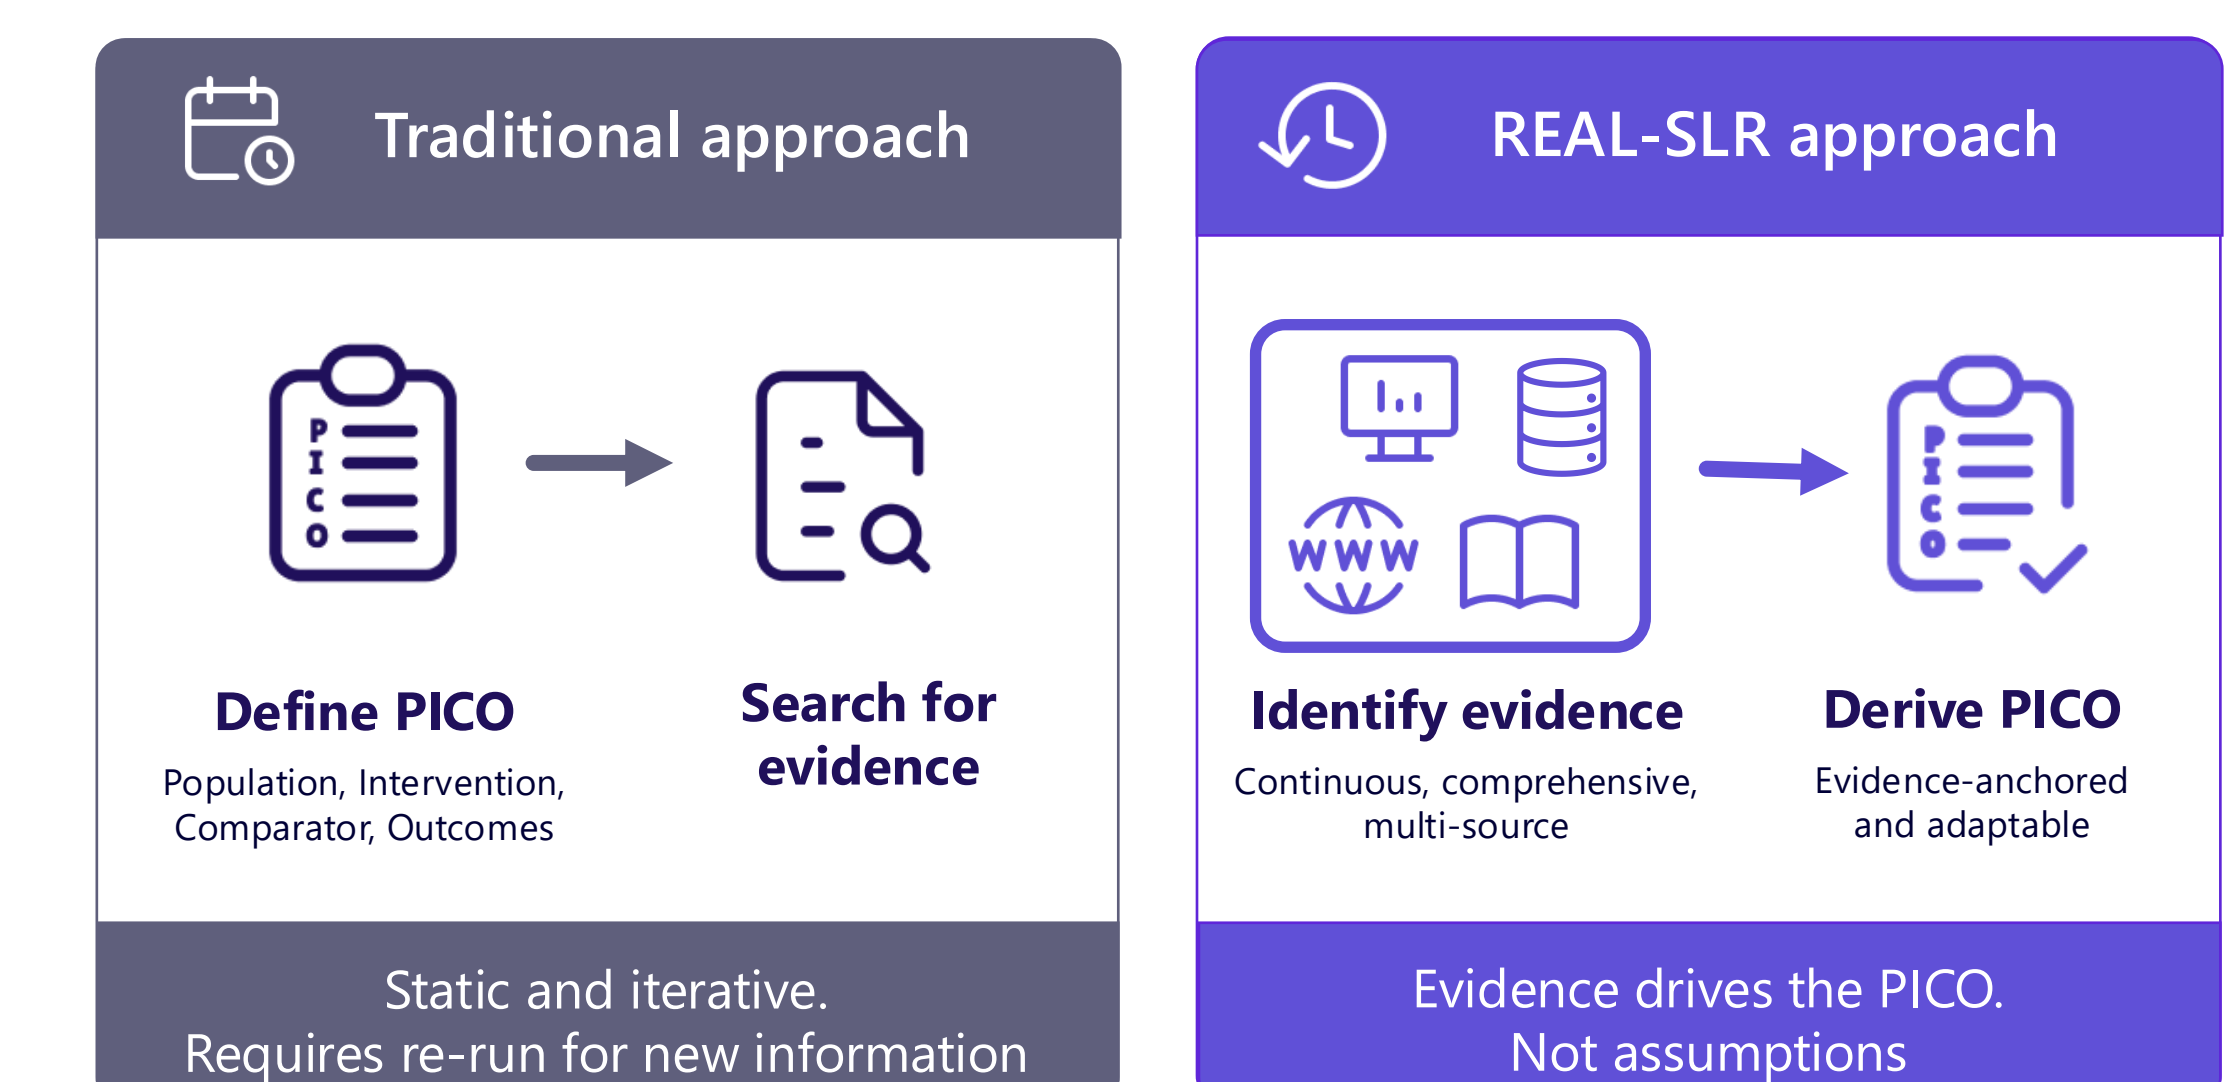 Traditional approach
P
I
C
O
Define PICO
Population, Intervention,
Comparator, Outcomes
Search for
evidence
Static and iterative.
Requires re-run for new information
REAL-SLR approach
WWW
P
I
C
O
Identify evidence
Continuous, comprehensive,
multi-source
Derive PICO
Evidence-anchored
and adaptable
Evidence drives the PICO.
Not assumptions